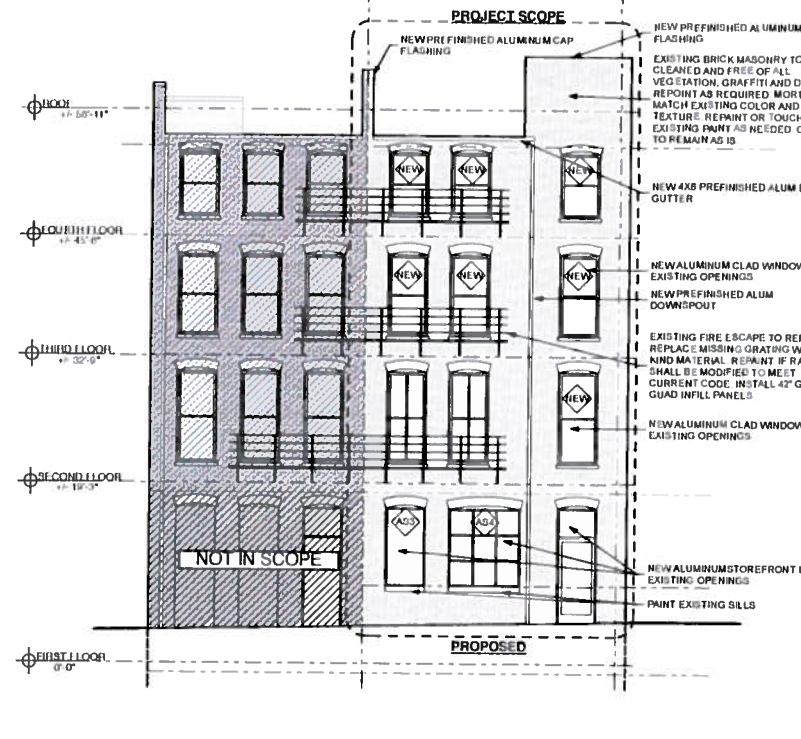 PROJECT SCOPE
NEW PREFINISHED ALUMINUM CAP
FLASHING
NEW PREFINISHED ALUMINUM
FLASHING
EXISTING BRICK MASONRY TO
CLEANED AND FREE OF ALL
VEGETATION, GRAFFITI AND D
REPOINT AS REQUIRED. MORT
MATCH EXISTING COLOR AND
TEXTURE. REPAINT OR TOUCH
EXISTING PAINT AS NEEDED. C
TO REMAIN AS IS
ROOF
+/- 56'-11"
NEW
NEW
NEW
NEW 4X6 PREFINISHED ALUM
GUTTER
FOURTH FLOOR
+/- 45'-6"
NEW
NEW
NEW
NEW ALUMINUM CLAD WINDOW
EXISTING OPENINGS
NEW PREFINISHED ALUM
DOWNSPOUT
THIRD FLOOR
+/- 32'-9"
EXISTING FIRE ESCAPE TO RE
REPLACE MISSING GRATING W
KIND MATERIAL. REPAINT IF RA
SHALL BE MODIFIED TO MEET
CURRENT CODE. INSTALL 42" G
GUAD INFILL PANELS
NEW
NEW ALUMINUM CLAD WINDOW
EXISTING OPENINGS
SECOND FLOOR
+/- 19'-3"
AS3
AS4
NOT IN SCOPE
NEW ALUMINUM STOREFRONT
EXISTING OPENINGS
PAINT EXISTING SILLS
PROPOSED
FIRST FLOOR
0'-0"